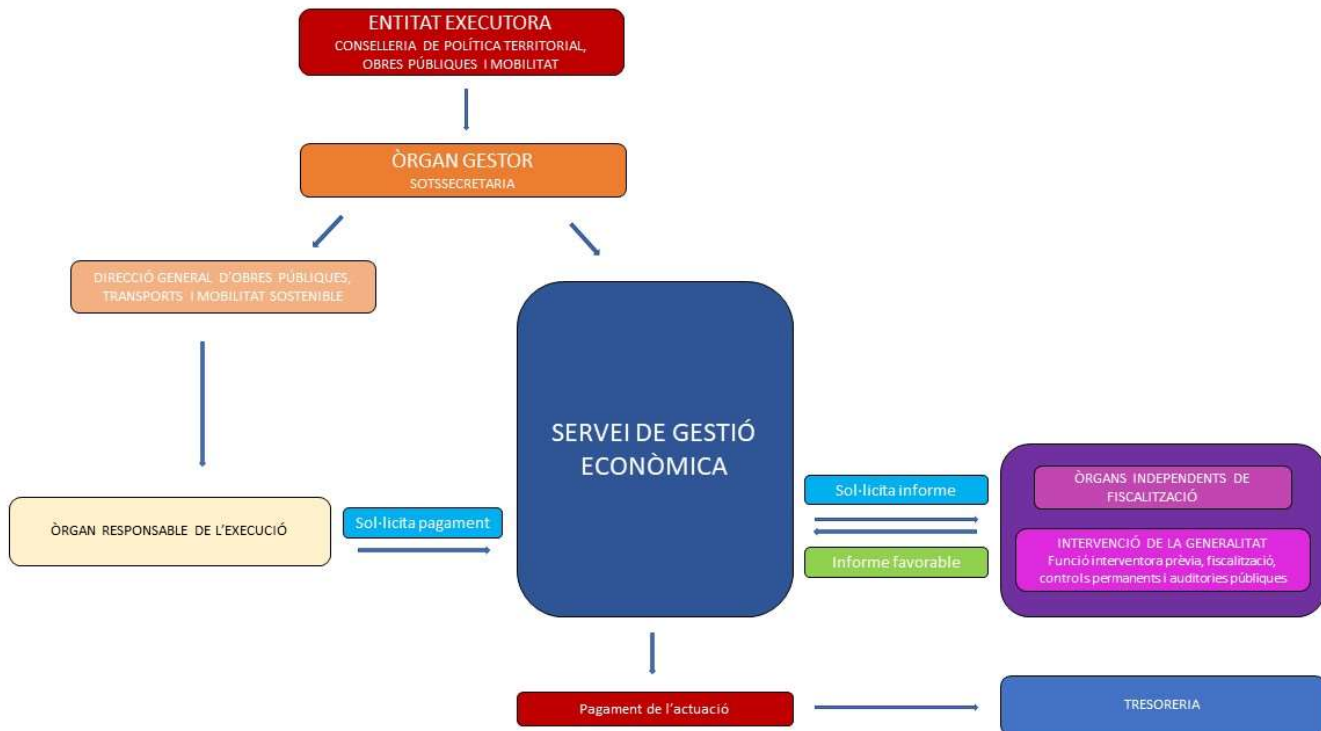 ENTITAT EXECUTORA
CONSELLERIA DE POLÍTICA TERRITORIAL,
OBRES PÚBLIQUES I MOBILITAT
ÒRGAN GESTOR
SOTSSECRETARIA
DIRECCIÓ GENERAL D'OBRES PÚBLIQUES,
TRANSPORTS I MOBILITAT SOSTENIBLE
SERVEI DE GESTIÓ
ECONÒMICA
ÒRGAN RESPONSABLE DE L'EXECUCIÓ
Sol·licita pagament
Sol·licita informe
Informe favorable
ÒRGANS INDEPENDENTS DE
FISCALITZACIÓ
INTERVENCIÓ DE LA GENERALITAT
Funció interventora prèvia, fiscalització,
controls permanents i auditories públiques
Pagament de l'actuació
TRESORERIA